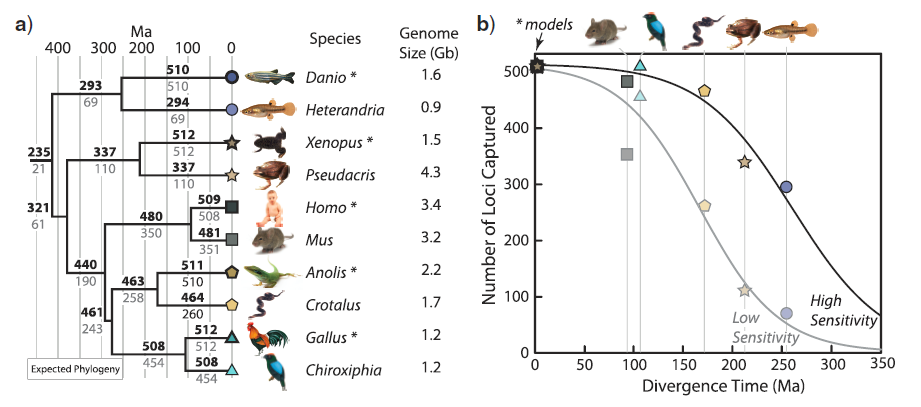 a)
Ma
400 300 200 100 0
Species
Genome
Size (Gb)
510
510
Danio * 1.6
293
69
294
69
Heterandria 0.9
512
512
Xenopus * 1.5
235
21
337
110
337
110
Pseudacris 4.3
321
61
509
508
Homo * 3.4
480
350
481
351
Mus 3.2
440
190
511
510
Anolis * 2.2
463
258
464
260
Crotalus 1.7
461
243
512
512
Gallus * 1.2
508
454
508
454
Chiroxiphia 1.2
Expected Phylogeny
b)
* models
Number of Loci Captured
500
400
300
200
100
0
High
Sensitivity
Low
Sensitivity
0 50 100 150 200 250 300 350
Divergence Time (Ma)